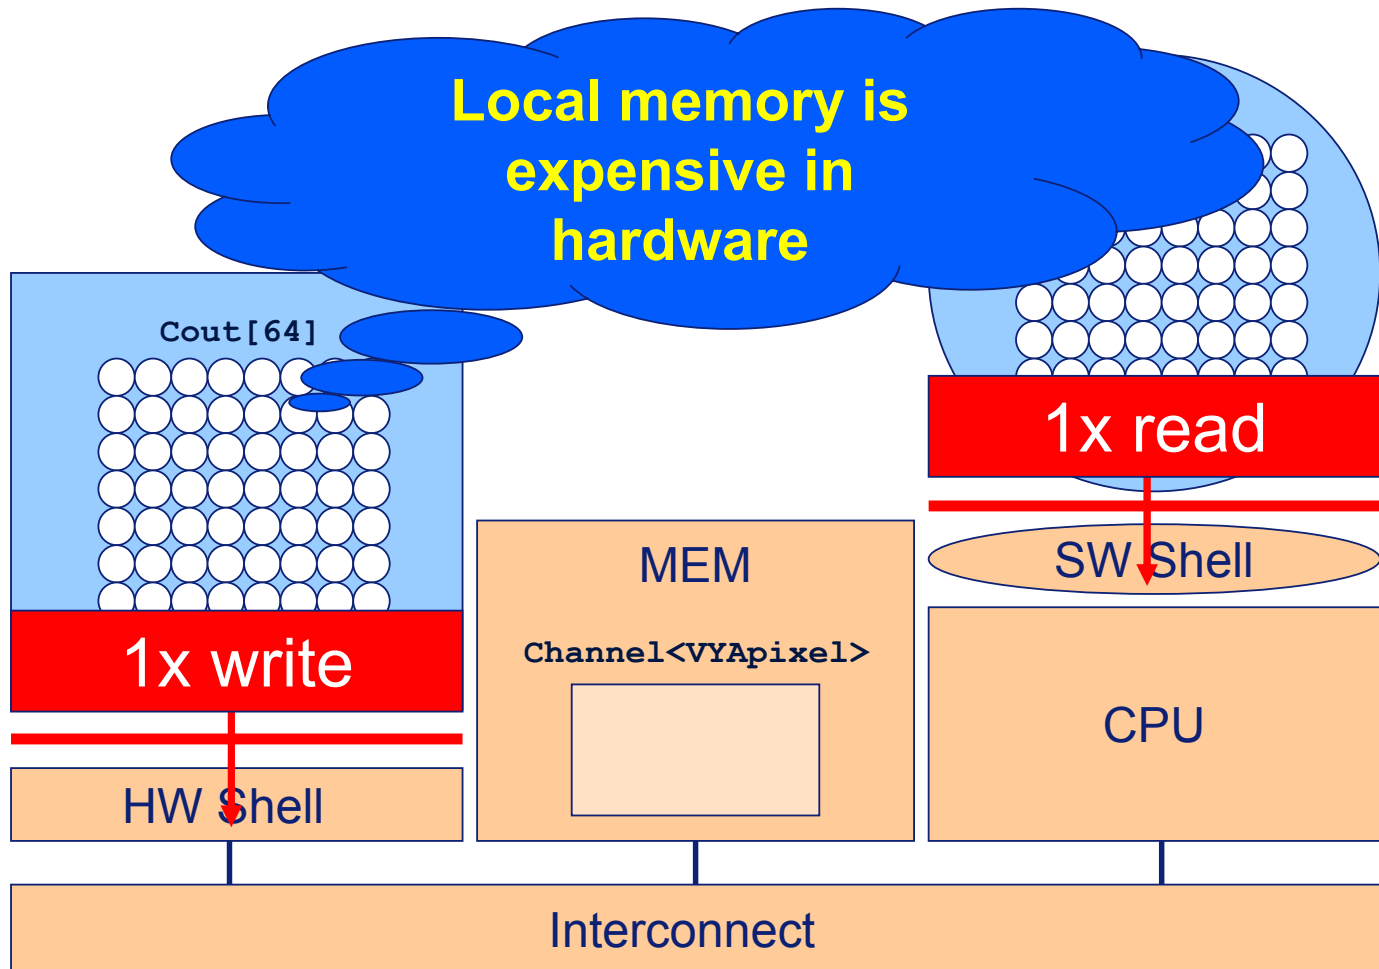 Local memory is
expensive in
hardware
Cout[64]
1x read
1x write
MEM
SW Shell
Channel<VYApixel>
CPU
HW Shell
Interconnect